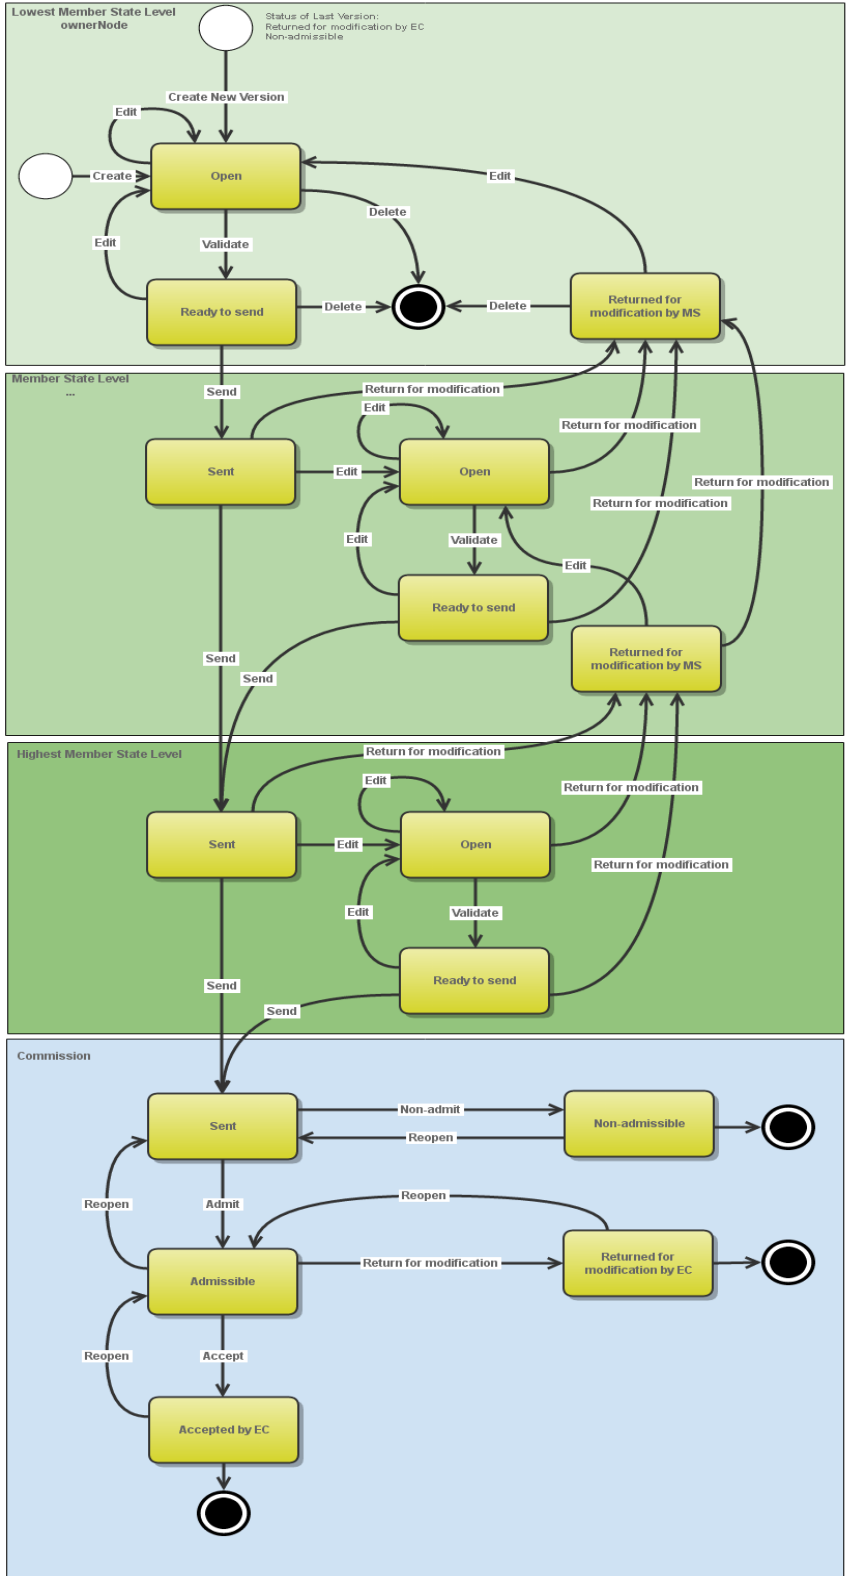 Lowest Member State Level
ownerNode
Status of Last Version:
Returned for modification by EC
Non-admissible
Create New Version
Edit
Create
Open
Edit
Delete
Edit
Validate
Ready to send
Delete
Delete
Returned for
modification by MS
Member State Level
...
Send
Return for modification
Edit
Return for modification
Sent
Edit
Open
Return for modification
Return for modification
Edit
Validate
Edit
Ready to send
Returned for
modification by MS
Send
Send
Highest Member State Level
Return for modification
Edit
Return for modification
Sent
Edit
Open
Return for modification
Edit
Validate
Ready to send
Send
Send
Commission
Sent
Non-admit
Reopen
Non-admissible
Reopen
Reopen
Admit
Admissible
Return for modification
Returned for
modification by EC
Reopen
Accept
Accepted by EC